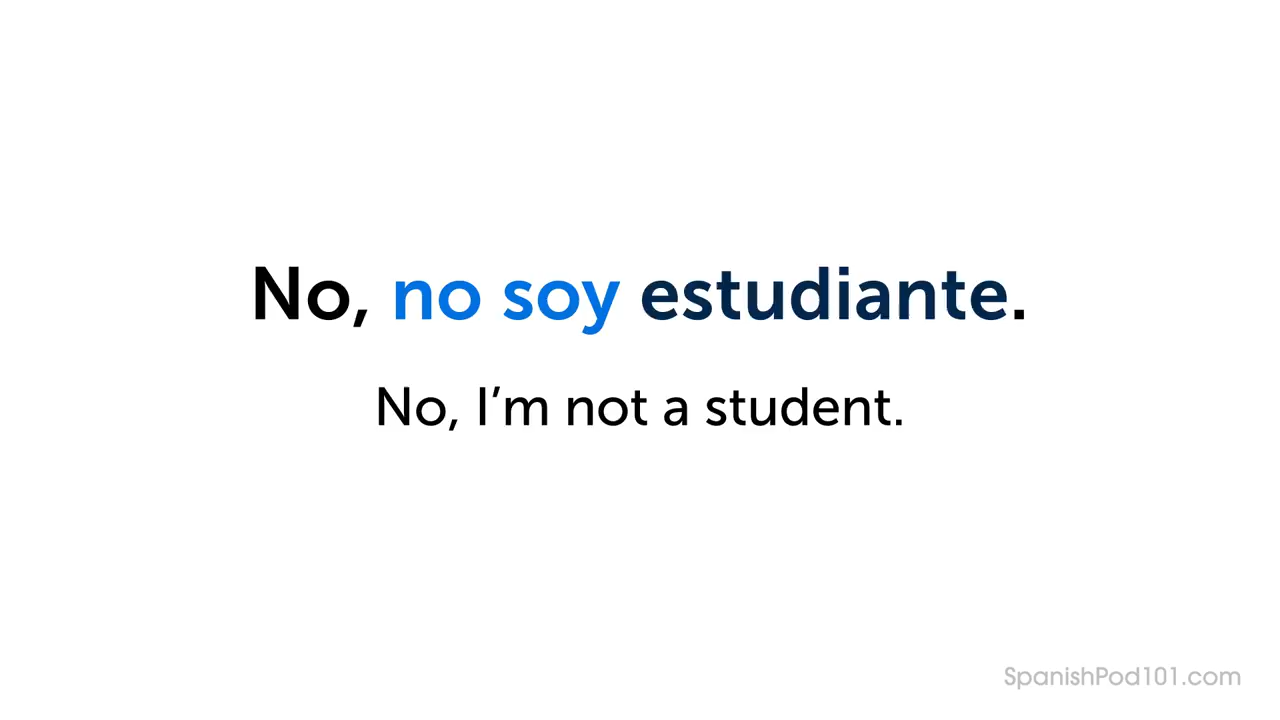 No, no soy estudiante.
No, I’m not a student.
SpanishPod101.com